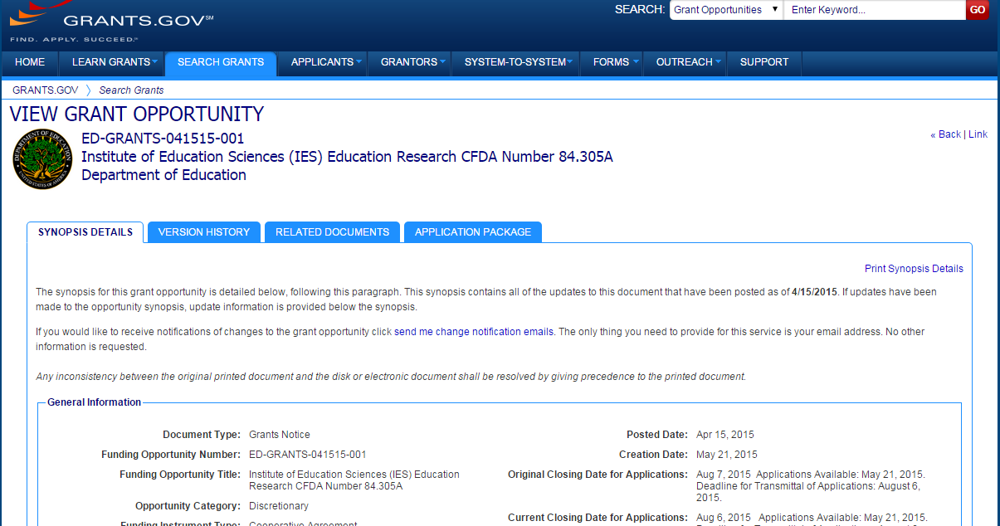 SEARCH: Grant Opportunities ▼ Enter Keyword... GO
GRANTS.GOV℠
FIND. APPLY. SUCCEED.℠
HOME LEARN GRANTS SEARCH GRANTS APPLICANTS GRANTORS SYSTEM-TO-SYSTEM FORMS OUTREACH SUPPORT
GRANTS.GOV 〉 Search Grants
VIEW GRANT OPPORTUNITY
« Back | Link
DEPARTMENT OF EDUCATION
UNITED STATES OF AMERICA
ED-GRANTS-041515-001
Institute of Education Sciences (IES) Education Research CFDA Number 84.305A
Department of Education
SYNOPSIS DETAILS VERSION HISTORY RELATED DOCUMENTS APPLICATION PACKAGE
Print Synopsis Details
The synopsis for this grant opportunity is detailed below, following this paragraph. This synopsis contains all of the updates to this document that have been posted as of 4/15/2015. If updates have been
made to the opportunity synopsis, update information is provided below the synopsis.
If you would like to receive notifications of changes to the grant opportunity click send me change notification emails. The only thing you need to provide for this service is your email address. No other
information is requested.
Any inconsistency between the original printed document and the disk or electronic document shall be resolved by giving precedence to the printed document.
General Information
Document Type: Grants Notice
Funding Opportunity Number: ED-GRANTS-041515-001
Funding Opportunity Title: Institute of Education Sciences (IES) Education
Research CFDA Number 84.305A
Opportunity Category: Discretionary
Funding Instrument Type: Cooperative Agreement
Posted Date: Apr 15, 2015
Creation Date: May 21, 2015
Original Closing Date for Applications: Aug 7, 2015 Applications Available: May 21, 2015.
Deadline for Transmittal of Applications: August 6,
2015.
Current Closing Date for Applications: Aug 6, 2015 Applications Available: May 21, 2015.